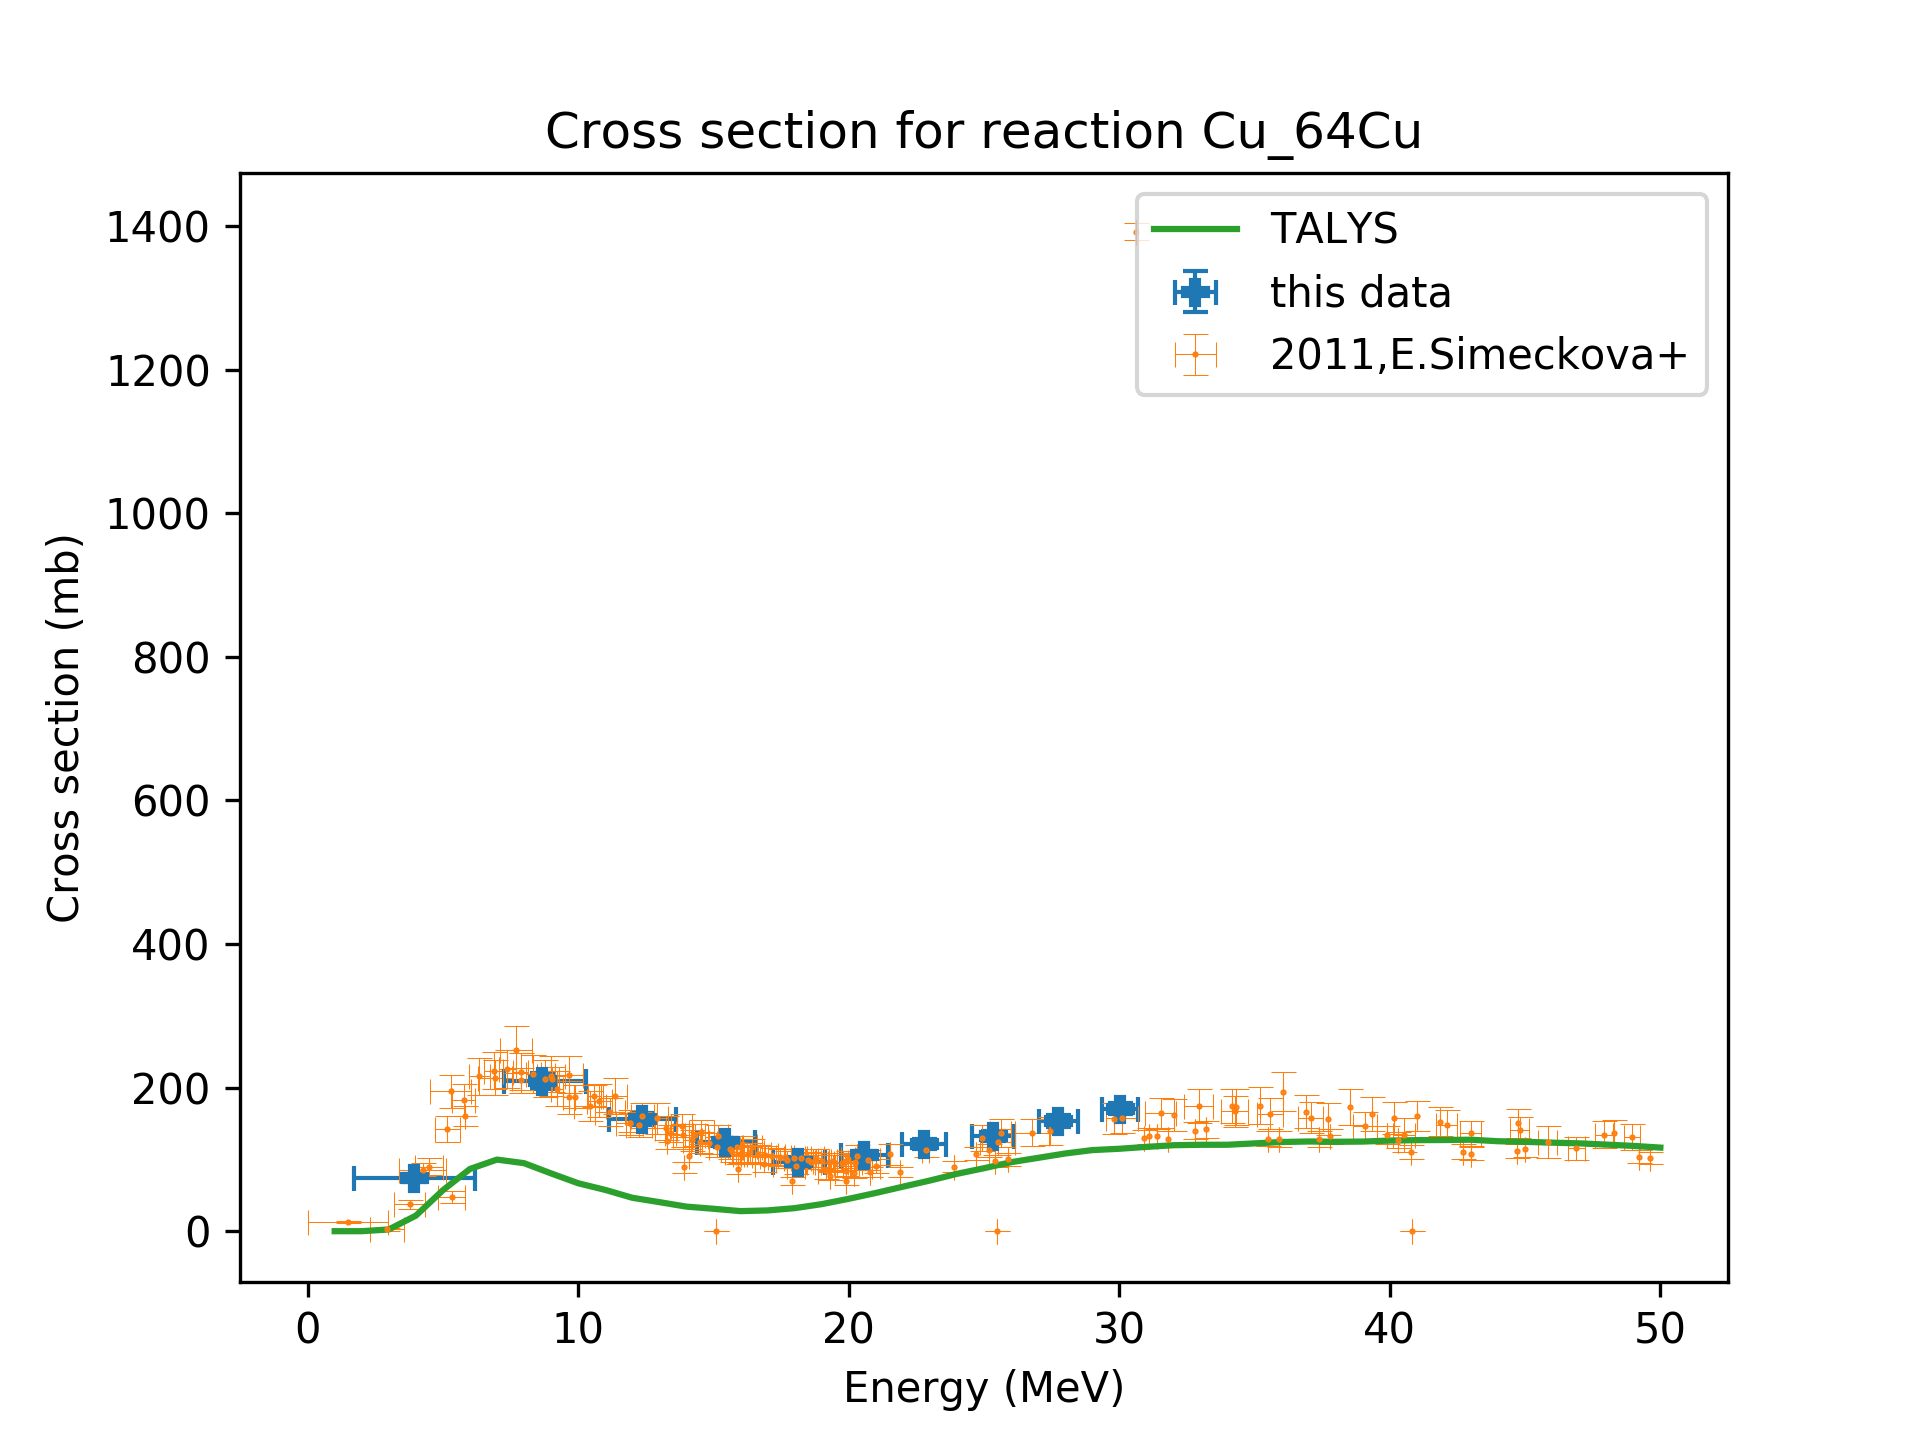 Cross section for reaction Cu_64Cu
TALYS
this data
2011,E.Simeckova+
Cross section (mb)
1400
1200
1000
800
600
400
200
0
0 10 20 30 40 50
Energy (MeV)